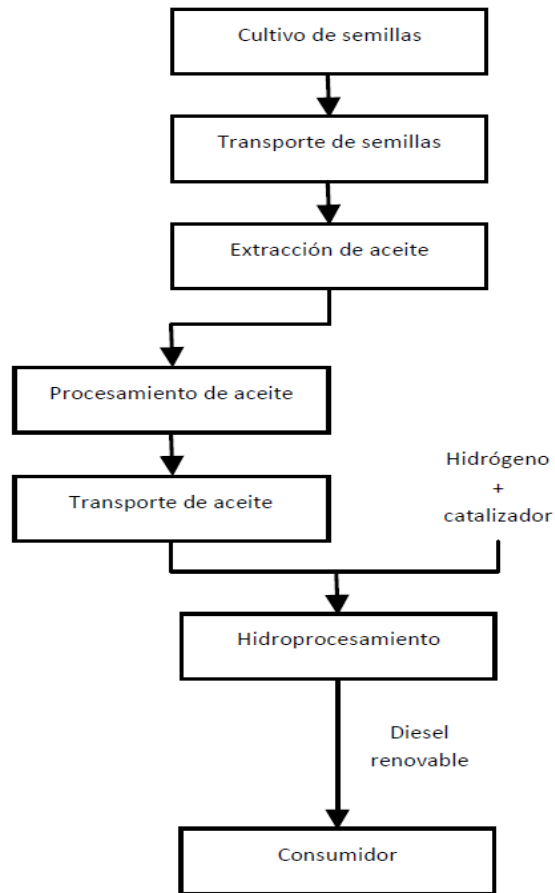 Cultivo de semillas
Transporte de semillas
Extracción de aceite
Procesamiento de aceite
Transporte de aceite
Hidrógeno
+
catalizador
Hidroprocesamiento
Diesel
renovable
Consumidor